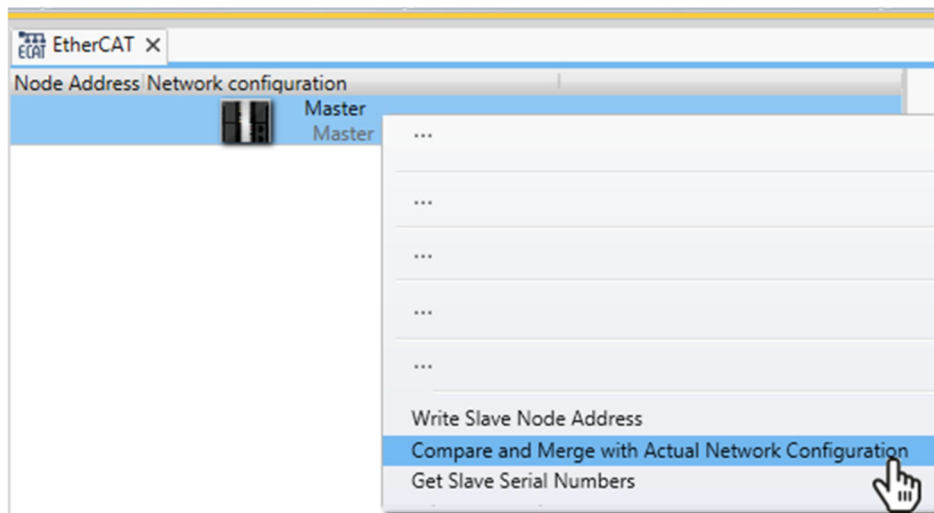 ECAT EtherCAT X
Node Address Network configuration
Master
Master
...
...
...
...
...
Write Slave Node Address
Compare and Merge with Actual Network Configuration
Get Slave Serial Numbers